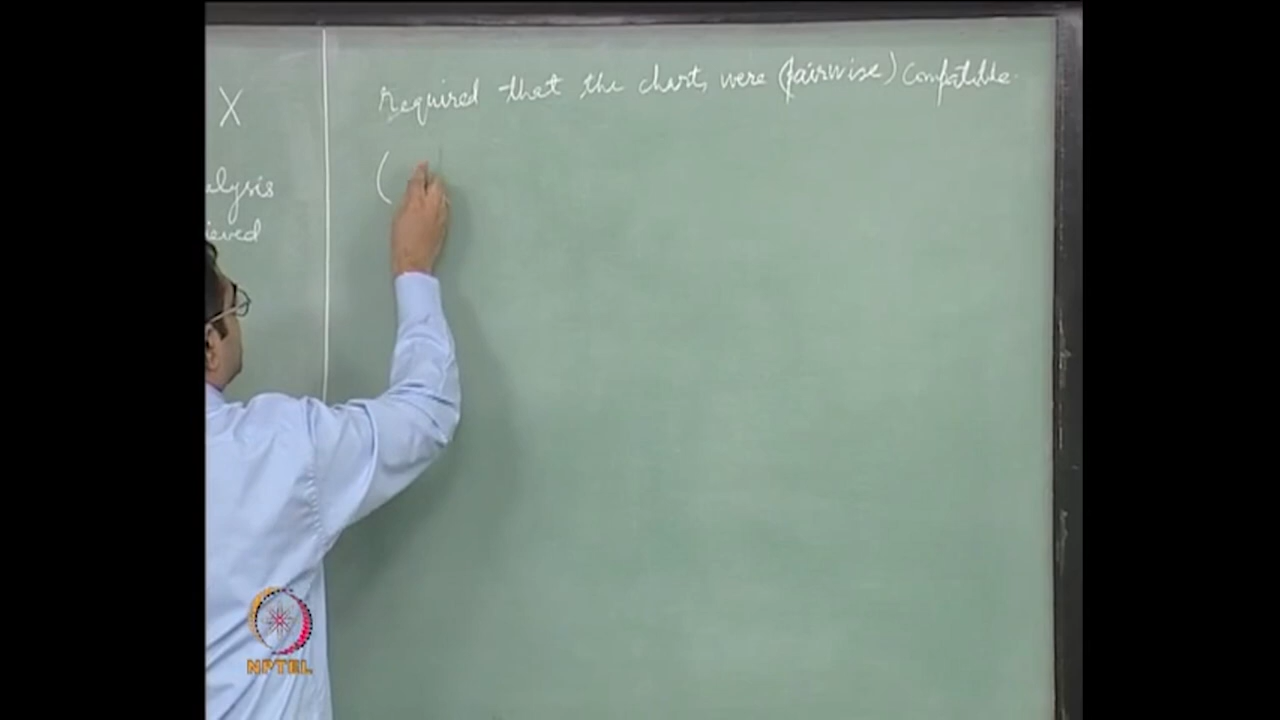 X
alysis
ieved
Required that the charts were (pairwise) compatible.
(
NPTEL